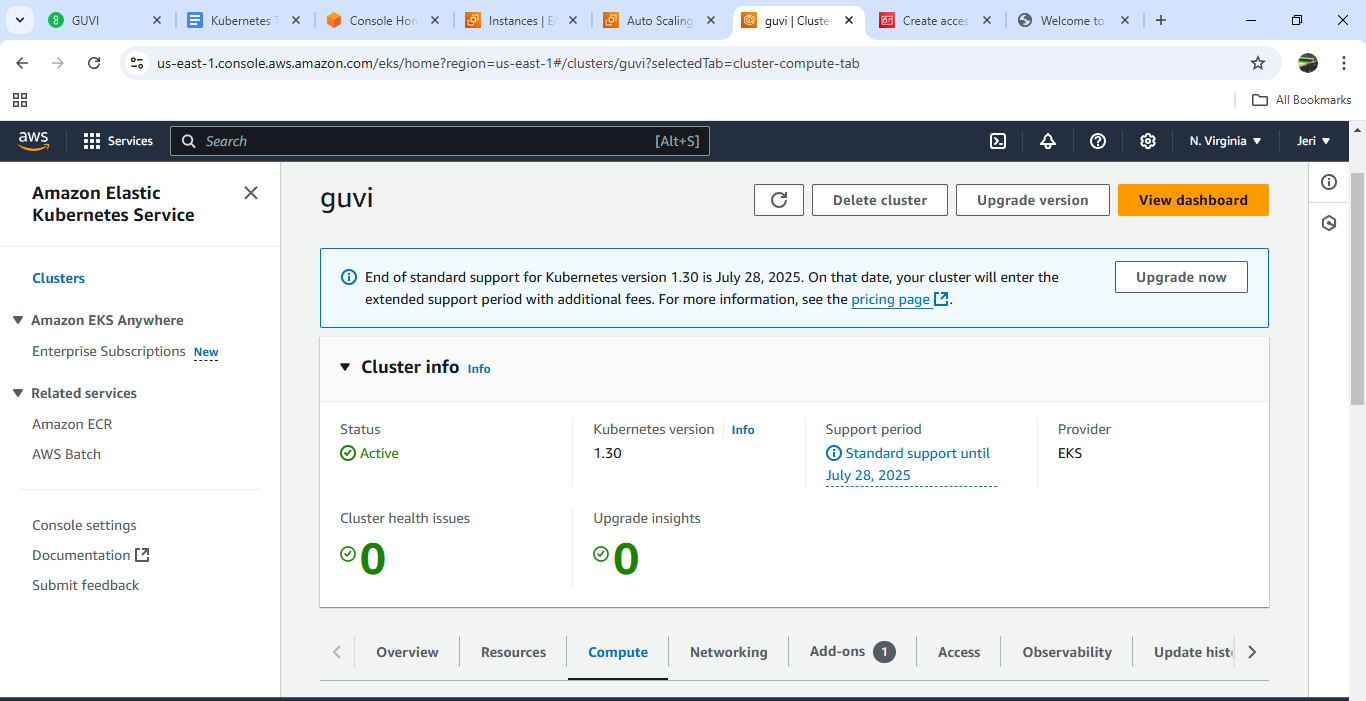 GUVI
Kubernetes T
Console Hon
Instances | E
Auto Scaling
guvi | Cluste
Create acces
Welcome to
us-east-1.console.aws.amazon.com/eks/home?region=us-east-1#/clusters/guvi?selectedTab=cluster-compute-tab
All Bookmarks
aws
Services
Search
[Alt+S]
N. Virginia
Jeri
Amazon Elastic
Kubernetes Service
Clusters
Amazon EKS Anywhere
Enterprise Subscriptions New
Related services
Amazon ECR
AWS Batch
Console settings
Documentation
Submit feedback
guvi
Delete cluster
Upgrade version
View dashboard
End of standard support for Kubernetes version 1.30 is July 28, 2025. On that date, your cluster will enter the
extended support period with additional fees. For more information, see the pricing page.
Upgrade now
Cluster info Info
Status
Active
Kubernetes version Info
1.30
Support period
Standard support until
July 28, 2025
Provider
EKS
Cluster health issues
0
Upgrade insights
0
Overview
Resources
Compute
Networking
Add-ons 1
Access
Observability
Update hist